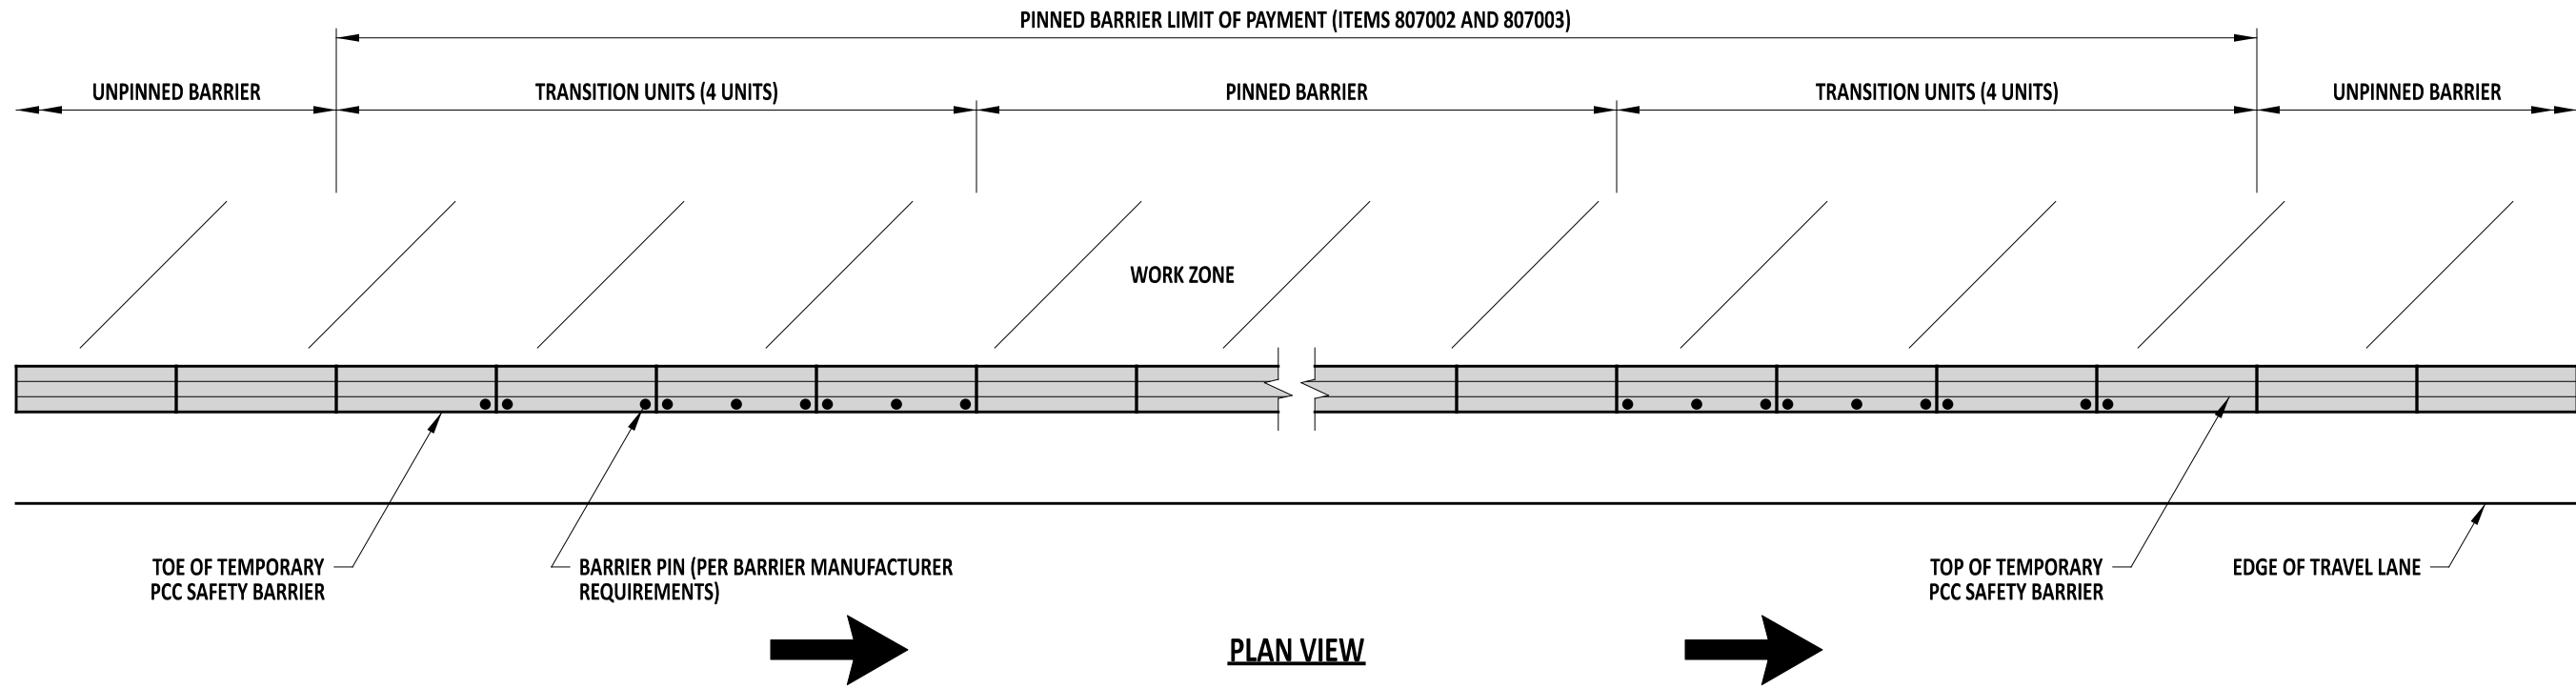 PINNED BARRIER LIMIT OF PAYMENT (ITEMS 807002 AND 807003)
UNPINNED BARRIER
TRANSITION UNITS (4 UNITS)
PINNED BARRIER
TRANSITION UNITS (4 UNITS)
UNPINNED BARRIER
WORK ZONE
TOE OF TEMPORARY
PCC SAFETY BARRIER
BARRIER PIN (PER BARRIER MANUFACTURER
REQUIREMENTS)
TOP OF TEMPORARY
PCC SAFETY BARRIER
EDGE OF TRAVEL LANE
PLAN VIEW